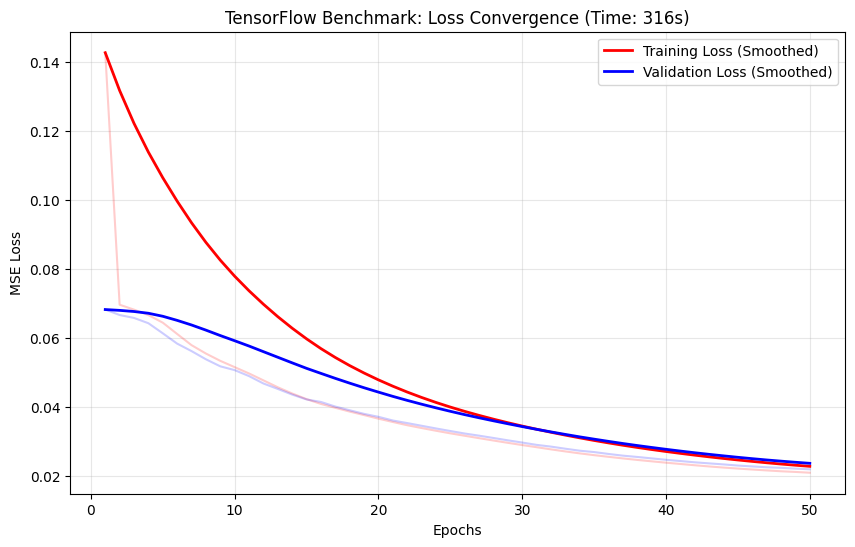 TensorFlow Benchmark: Loss Convergence (Time: 316s)
Training Loss (Smoothed)
Validation Loss (Smoothed)
MSE Loss
0.14
0.12
0.10
0.08
0.06
0.04
0.02
0 10 20 30 40 50
Epochs